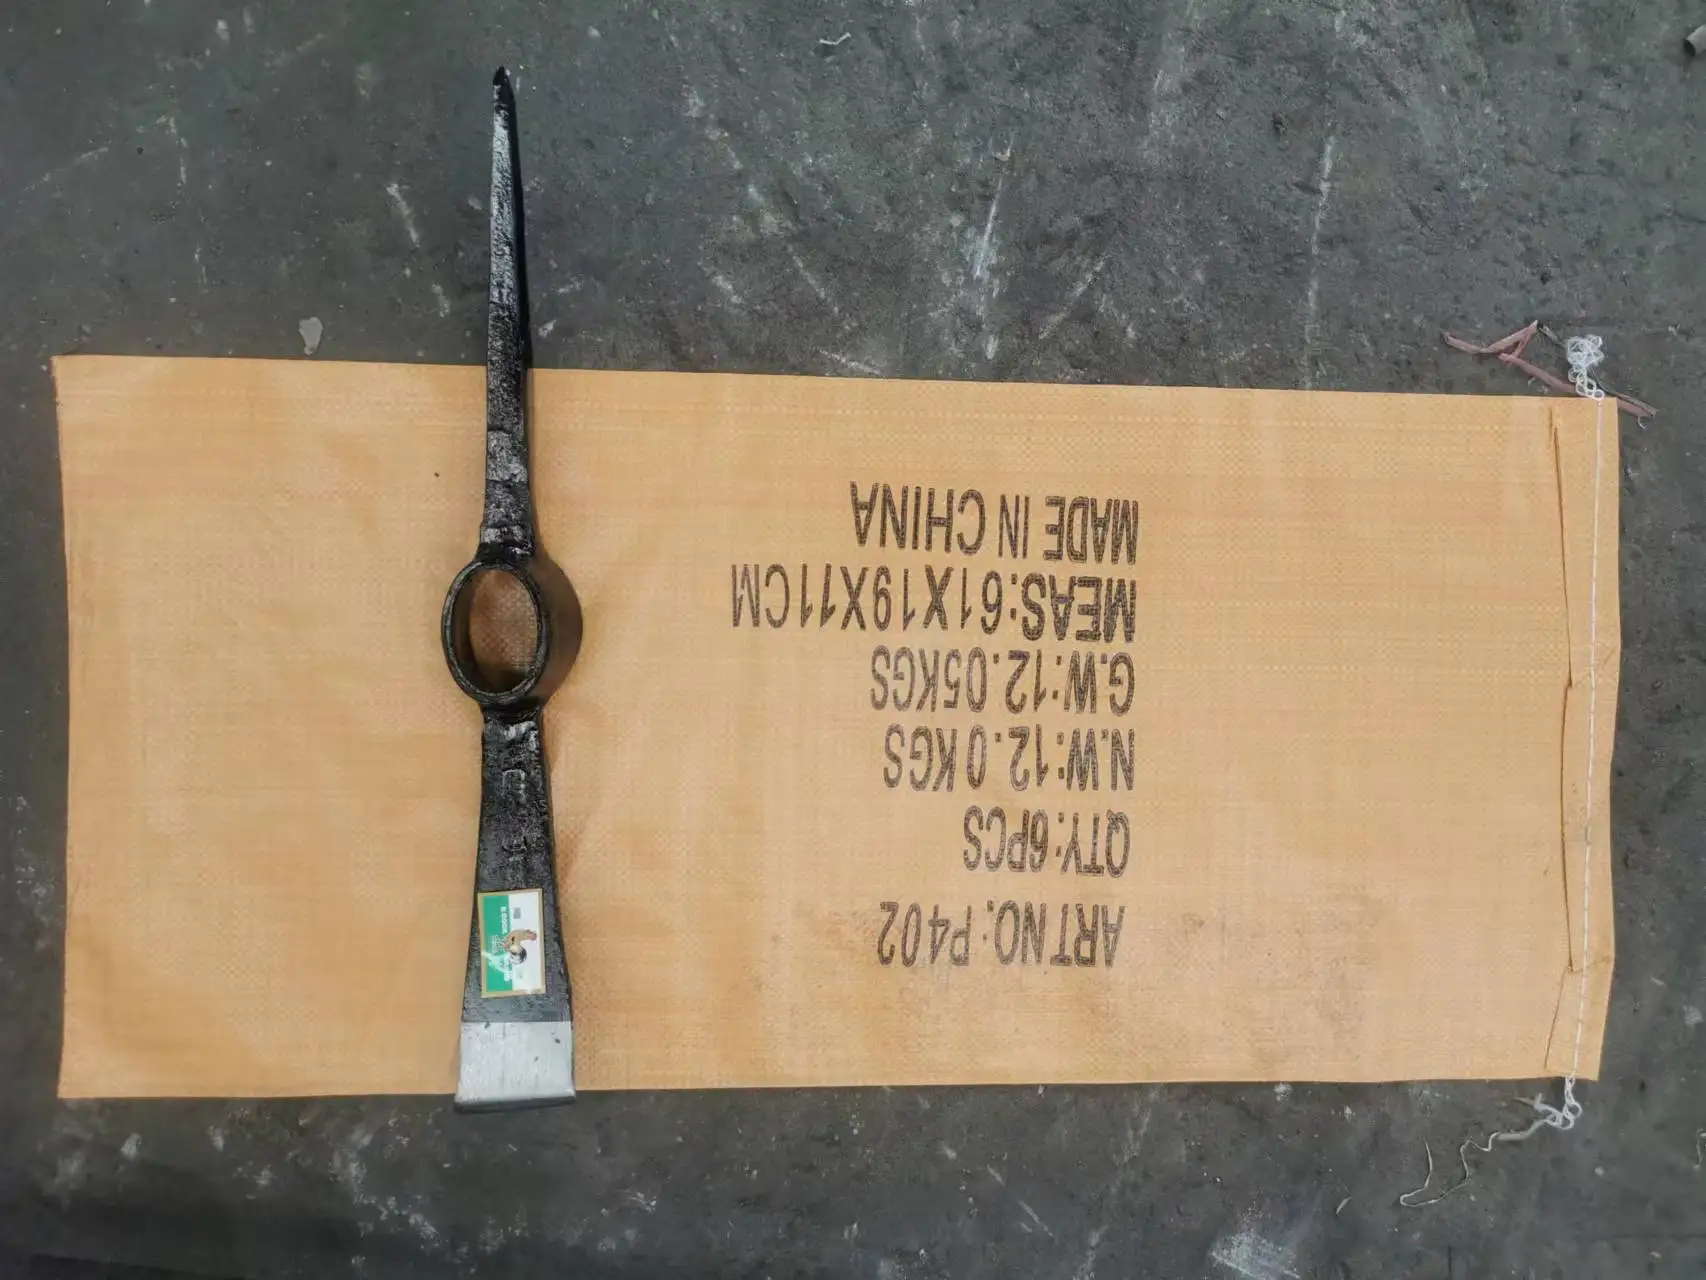 ART NO.:P402
QTY:6PCS
N.W:12.0KGS
G.W:12.05KGS
MEAS:61X19X11CM
MADE IN CHINA